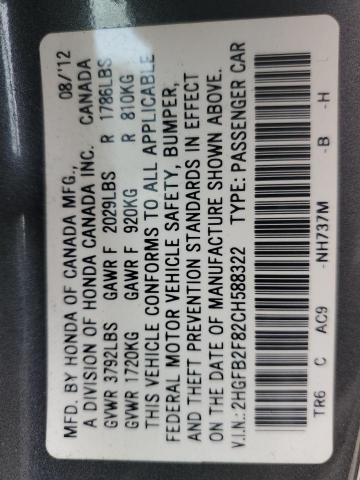 MFD. BY HONDA OF CANADA MFG., 08/'12
A DIVISION OF HONDA CANADA INC. CANADA
GVWR 3792LBS GAWR F 2029LBS R 1786LBS
GVWR 1720KG GAWR F 920KG R 810KG
THIS VEHICLE CONFORMS TO ALL APPLICABLE
FEDERAL MOTOR VEHICLE SAFETY, BUMPER,
AND THEFT PREVENTION STANDARDS IN EFFECT
ON THE DATE OF MANUFACTURE SHOWN ABOVE.
V.I.N.:2HGFB2F82CH588322 TYPE: PASSENGER CAR
TR6 C AC9 -NH737M -B -H